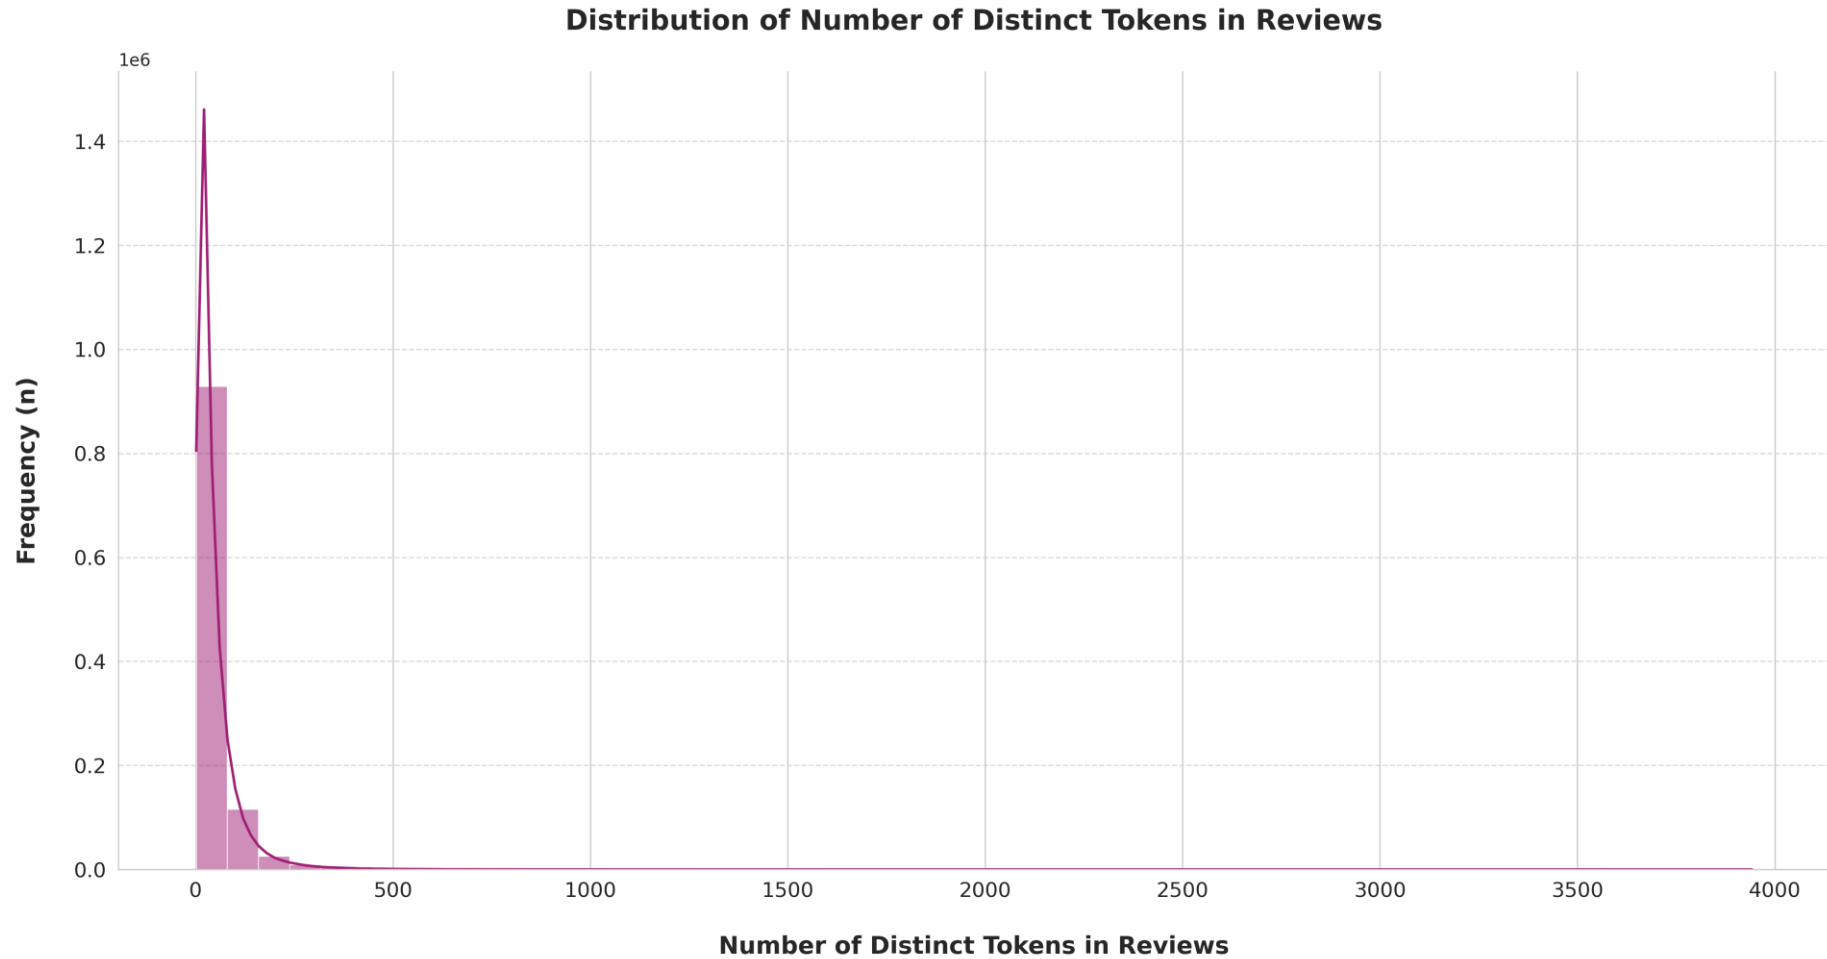 Distribution of Number of Distinct Tokens in Reviews
1e6
1.4
1.2
1.0
0.8
0.6
0.4
0.2
0.0
Frequency (n)
0 500 1000 1500 2000 2500 3000 3500 4000
Number of Distinct Tokens in Reviews